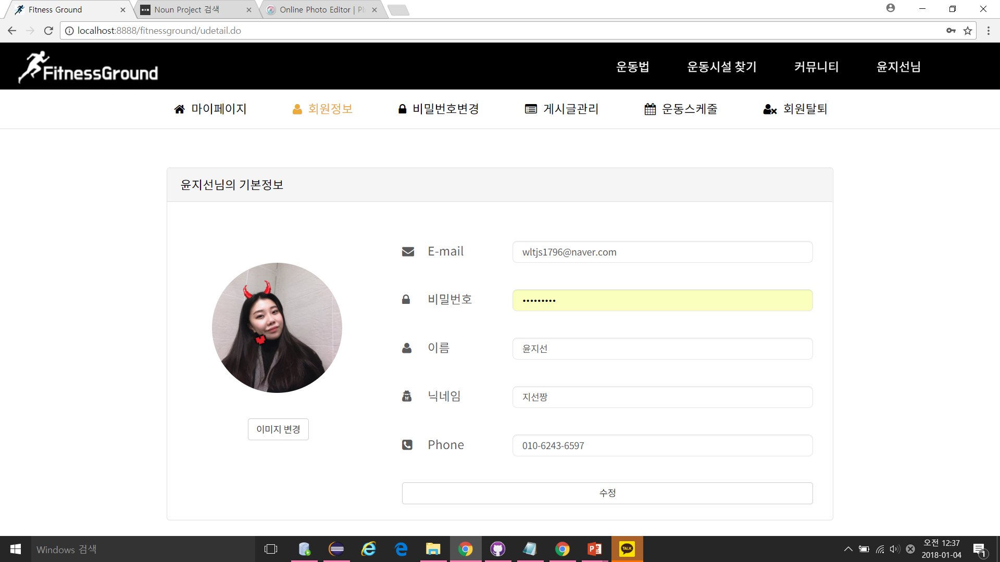 Fitness Ground
Noun Project 검색
Online Photo Editor | Pi
localhost:8888/fitnessground/udetail.do
FitnessGround
운동법
운동시설 찾기
커뮤니티
윤지선님
마이페이지
회원정보
비밀번호변경
게시글관리
운동스케줄
회원탈퇴
윤지선님의 기본정보
E-mail
wltjs1796@naver.com
비밀번호
•••••••••
이름
윤지선
닉네임
지선짱
이미지 변경
Phone
010-6243-6597
수정
Windows 검색
TALK
오전 12:37
2018-01-04
1